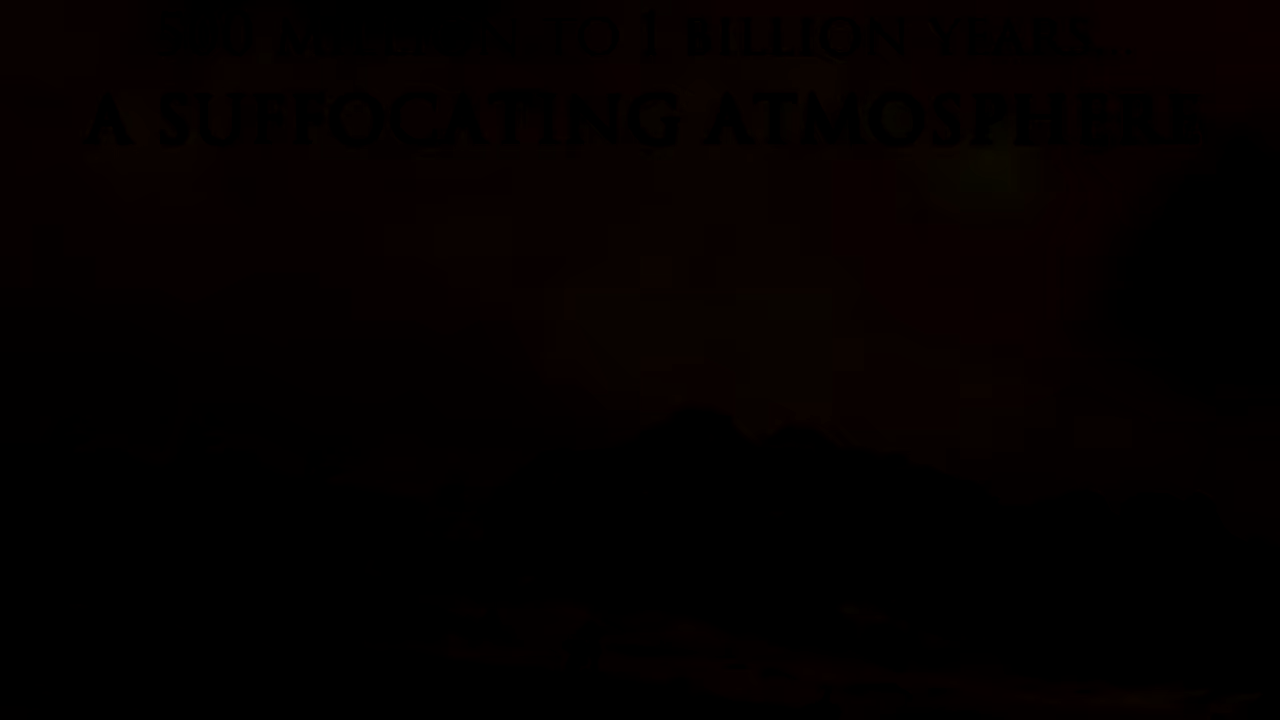 TO 1 BILLION YEARS...
A SUFFOCATING ATMOSPHERE